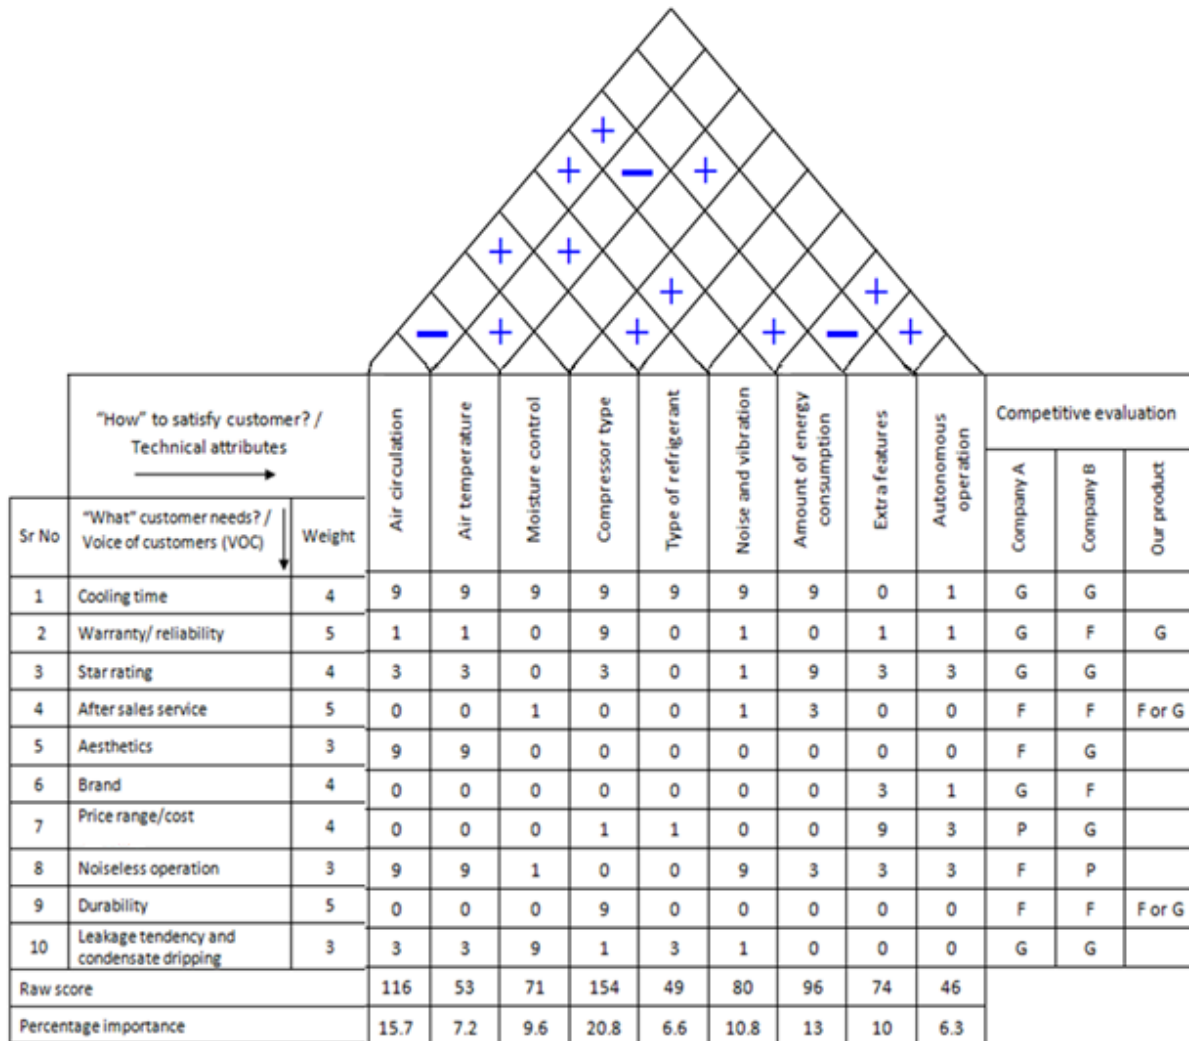 +
+ − +
+ +
+ +
− + + + − +
"How" to satisfy customer? /
Technical attributes
Air circulation
Air temperature
Moisture control
Compressor type
Type of refrigerant
Noise and vibration
Amount of energy
consumption
Extra features
Autonomous
operation
Competitive evaluation
Company A
Company B
Our product
Sr No
"What" customer needs? /
Voice of customers (VOC)
Weight
1 Cooling time 4 9 9 9 9 9 9 9 0 1 G G
2 Warranty/ reliability 5 1 1 0 9 0 1 0 1 1 G F G
3 Star rating 4 3 3 0 3 0 1 9 3 3 G G
4 After sales service 5 0 0 1 0 0 1 3 0 0 F F F or G
5 Aesthetics 3 9 9 0 0 0 0 0 0 0 F G
6 Brand 4 0 0 0 0 0 0 0 3 1 G F
7 Price range/cost 4 0 0 0 1 1 0 0 9 3 P G
8 Noiseless operation 3 9 9 1 0 0 9 3 3 3 F P
9 Durability 5 0 0 0 9 0 0 0 0 0 F F F or G
10 Leakage tendency and
condensate dripping 3 3 3 9 1 3 1 0 0 0 G G
Raw score 116 53 71 154 49 80 96 74 46
Percentage importance 15.7 7.2 9.6 20.8 6.6 10.8 13 10 6.3